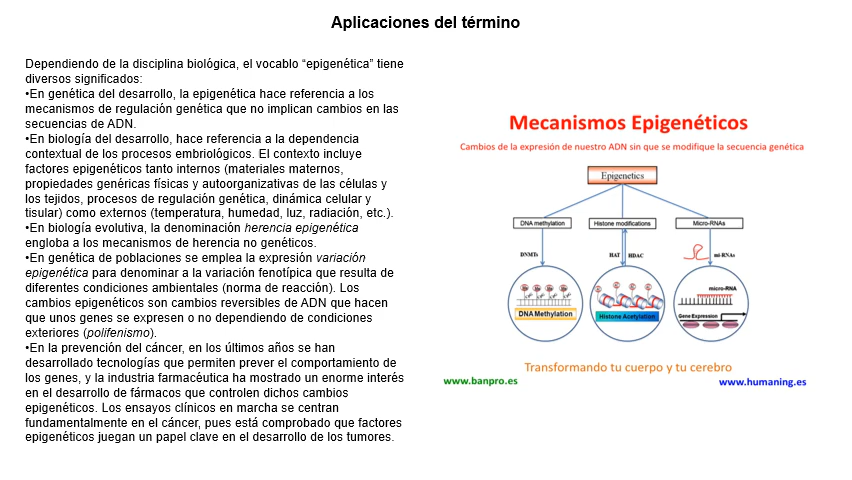 Aplicaciones del término
Dependiendo de la disciplina biológica, el vocablo “epigenética” tiene
diversos significados:
•En genética del desarrollo, la epigenética hace referencia a los
mecanismos de regulación genética que no implican cambios en las
secuencias de ADN.
•En biología del desarrollo, hace referencia a la dependencia
contextual de los procesos embriológicos. El contexto incluye
factores epigenéticos tanto internos (materiales maternos,
propiedades genéricas físicas y autoorganizativas de las células y
los tejidos, procesos de regulación genética, dinámica celular y
tisular) como externos (temperatura, humedad, luz, radiación, etc.).
•En biología evolutiva, la denominación herencia epigenética
engloba a los mecanismos de herencia no genéticos.
•En genética de poblaciones se emplea la expresión variación
epigenética para denominar a la variación fenotípica que resulta de
diferentes condiciones ambientales (norma de reacción). Los
cambios epigenéticos son cambios reversibles de ADN que hacen
que unos genes se expresen o no dependiendo de condiciones
exteriores (polifenismo).
•En la prevención del cáncer, en los últimos años se han
desarrollado tecnologías que permiten prever el comportamiento de
los genes, y la industria farmacéutica ha mostrado un enorme interés
en el desarrollo de fármacos que controlen dichos cambios
epigenéticos. Los ensayos clínicos en marcha se centran
fundamentalmente en el cáncer, pues está comprobado que factores
epigenéticos juegan un papel clave en el desarrollo de los tumores.
Mecanismos Epigenéticos
Cambios de la expresión de nuestro ADN sin que se modifique la secuencia genética
Epigenetics
DNA methylation
Histone modifications
Micro-RNAs
DNMTs
HAT
HDAC
mi-RNAs
micro-RNA
DNA Methylation
Histone Acetylation
Gene Expression
Transformando tu cuerpo y tu cerebro
www.banpro.es
www.humaning.es